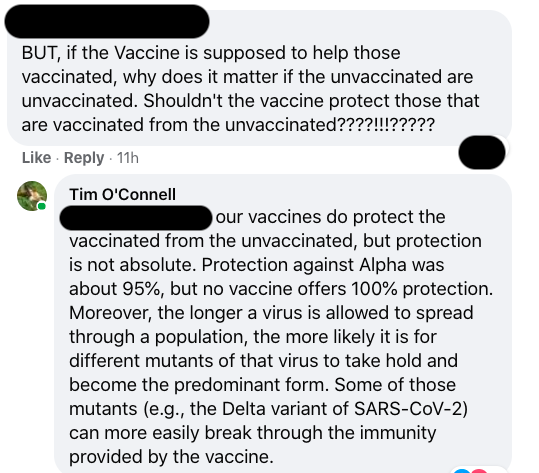 BUT, if the Vaccine is supposed to help those
vaccinated, why does it matter if the unvaccinated are
unvaccinated. Shouldn't the vaccine protect those that
are vaccinated from the unvaccinated????!!!?????
Like · Reply · 11h
Tim O'Connell
our vaccines do protect the
vaccinated from the unvaccinated, but protection
is not absolute. Protection against Alpha was
about 95%, but no vaccine offers 100% protection.
Moreover, the longer a virus is allowed to spread
through a population, the more likely it is for
different mutants of that virus to take hold and
become the predominant form. Some of those
mutants (e.g., the Delta variant of SARS-CoV-2)
can more easily break through the immunity
provided by the vaccine.